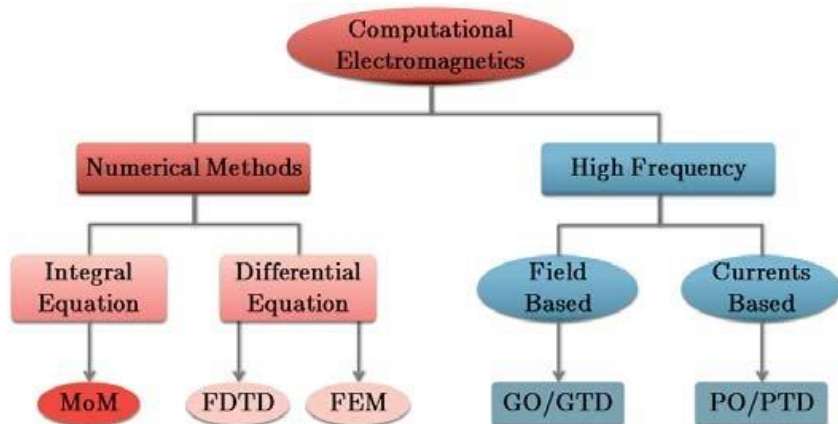 Computational
Electromagnetics
Numerical Methods
High Frequency
Integral
Equation
Differential
Equation
Field
Based
Currents
Based
MoM
FDTD
FEM
GO/GTD
PO/PTD